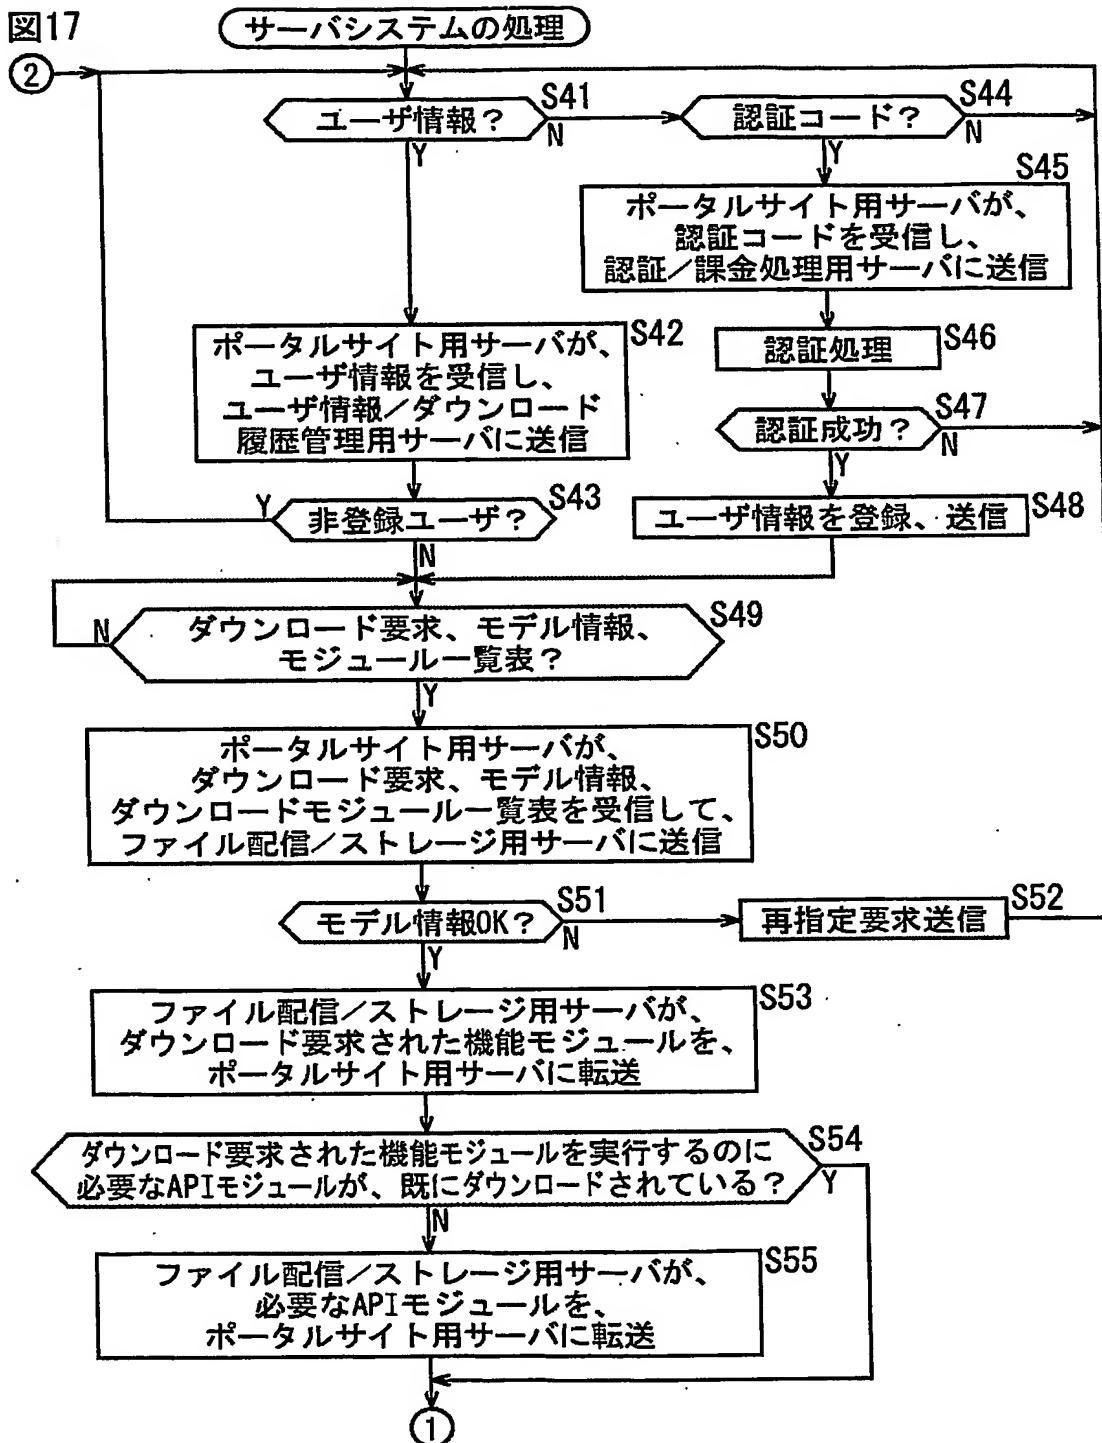 図17
サーバシステムの処理
②
ユーザ情報？
S41
N
Y
認証コード？
S44
N
Y
S45
ポータルサイト用サーバが、
認証コードを受信し、
認証／課金処理用サーバに送信
S42
ポータルサイト用サーバが、
ユーザ情報を受信し、
ユーザ情報／ダウンロード
履歴管理用サーバに送信
認証処理
S46
認証成功？
S47
N
Y
Y
非登録ユーザ？
S43
N
ユーザ情報を登録、送信
S48
N
ダウンロード要求、モデル情報、
モジュール一覧表？
S49
Y
ポータルサイト用サーバが、
ダウンロード要求、モデル情報、
ダウンロードモジュール一覧表を受信して、
ファイル配信／ストレージ用サーバに送信
S50
モデル情報OK？
S51
N
Y
再指定要求送信
S52
ファイル配信／ストレージ用サーバが、
ダウンロード要求された機能モジュールを、
ポータルサイト用サーバに転送
S53
ダウンロード要求された機能モジュールを実行するのに
必要なAPIモジュールが、既にダウンロードされている？
S54
Y
N
ファイル配信／ストレージ用サーバが、
必要なAPIモジュールを、
ポータルサイト用サーバに転送
S55
①